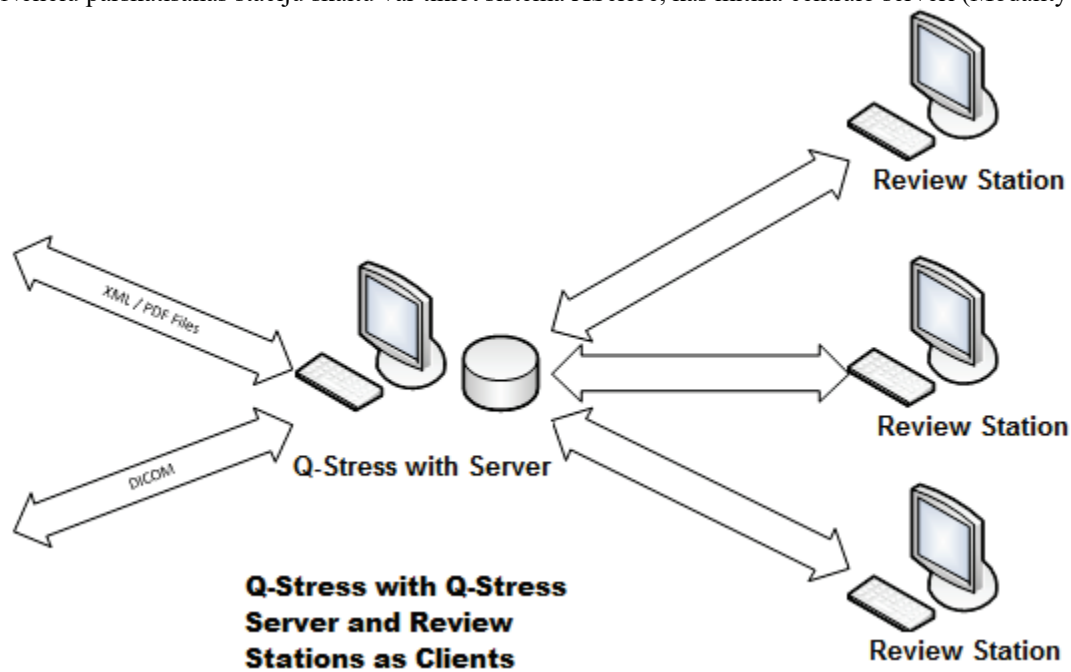 Review Station
XML / PDF Files
Review Station
Q-Stress with Server
DICOM
Q-Stress with Q-Stress
Server and Review
Stations as Clients
Review Station